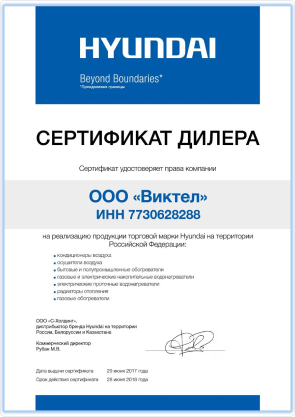 HYUNDAI
Beyond Boundaries*
*Преодолевая границы
СЕРТИФИКАТ ДИЛЕРА
Сертификат удостоверяет права компании
ООО «Виктел»
ИНН 7730628288
на реализацию продукции торговой марки Hyundai на территории
Российской Федерации:
• кондиционеры воздуха
• осушители воздуха
• бытовые и полупромышленные обогреватели
• газовые и электрические накопительные водонагреватели
• электрические проточные водонагреватели
• радиаторы отопления
• газовые обогреватели
ООО «С-Холдинг»,
дистрибьютор бренда Hyundai на территории
России, Белоруссии и Казахстана
Коммерческий директор
Рубан М.В.
Дата выдачи сертификата 29 июня 2017 года
Срок действия сертификата 28 июня 2018 года